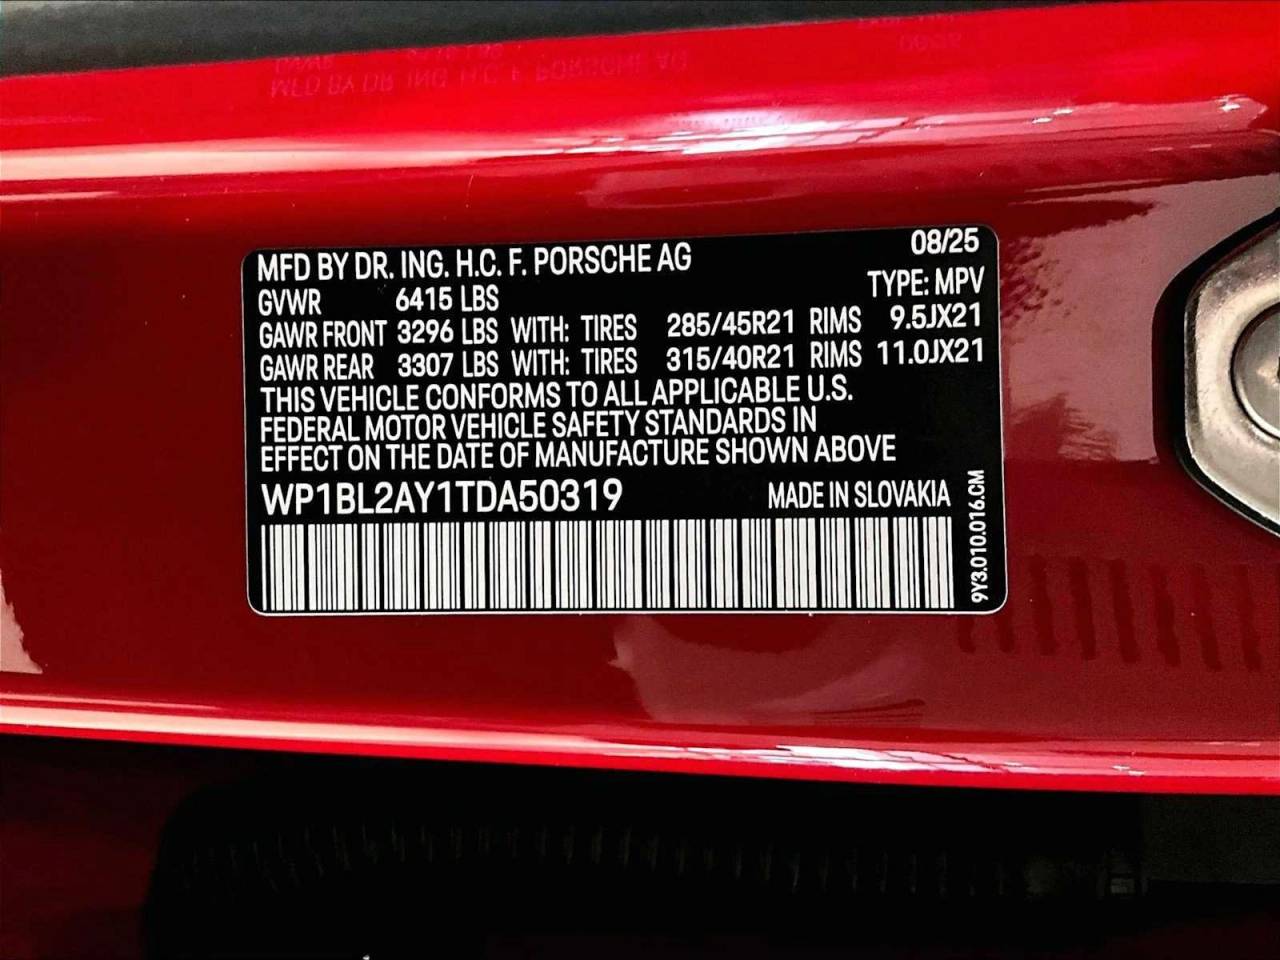 MFD BY DR. ING. H.C. F. PORSCHE AG 08/25
GVWR 6415 LBS TYPE: MPV
GAWR FRONT 3296 LBS WITH: TIRES 285/45R21 RIMS 9.5JX21
GAWR REAR 3307 LBS WITH: TIRES 315/40R21 RIMS 11.0JX21
THIS VEHICLE CONFORMS TO ALL APPLICABLE U.S.
FEDERAL MOTOR VEHICLE SAFETY STANDARDS IN
EFFECT ON THE DATE OF MANUFACTURE SHOWN ABOVE
WP1BL2AY1TDA50319 MADE IN SLOVAKIA
9Y3.010.016.CM